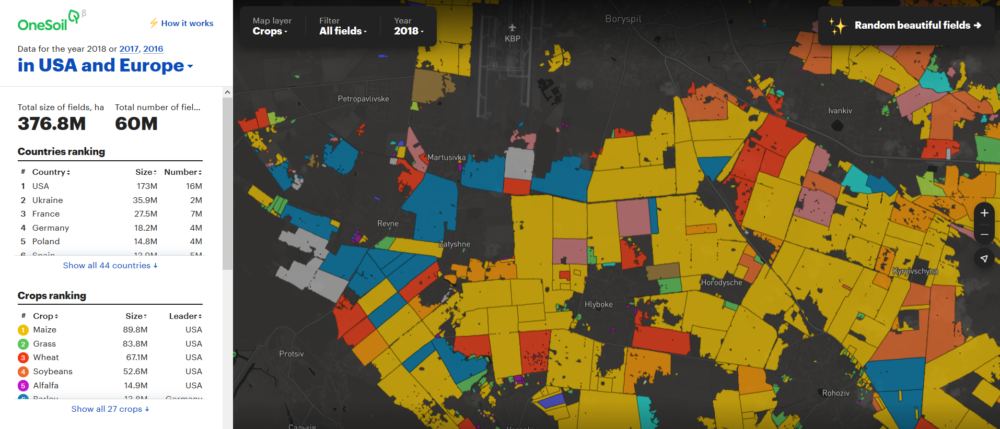 OneSoil β
⚡ How it works
Data for the year 2018 or 2017, 2016
in USA and Europe
Total size of fields, ha
376.8M
Total number of fiel...
60M
Countries ranking
# Country Size Number
1 USA 173M 16M
2 Ukraine 35.9M 2M
3 France 27.5M 7M
4 Germany 18.2M 4M
5 Poland 14.8M 4M
6 Spain 13.9M 5M
Show all 44 countries ↓
Crops ranking
# Crop Size Leader
1 Maize 89.8M USA
2 Grass 83.8M USA
3 Wheat 67.1M USA
4 Soybeans 52.6M USA
5 Alfalfa 14.9M USA
6 Barley 13.8M Germany
Show all 27 crops ↓
Map layer
Crops
Filter
All fields
Year
2018
Random beautiful fields →
Boryspil
KBP
Petropavlivske
Ivankiv
Martusivka
Revne
Zatyshne
Kyryivschyna
Horodysche
Hlyboke
Protsiv
Rohoziv